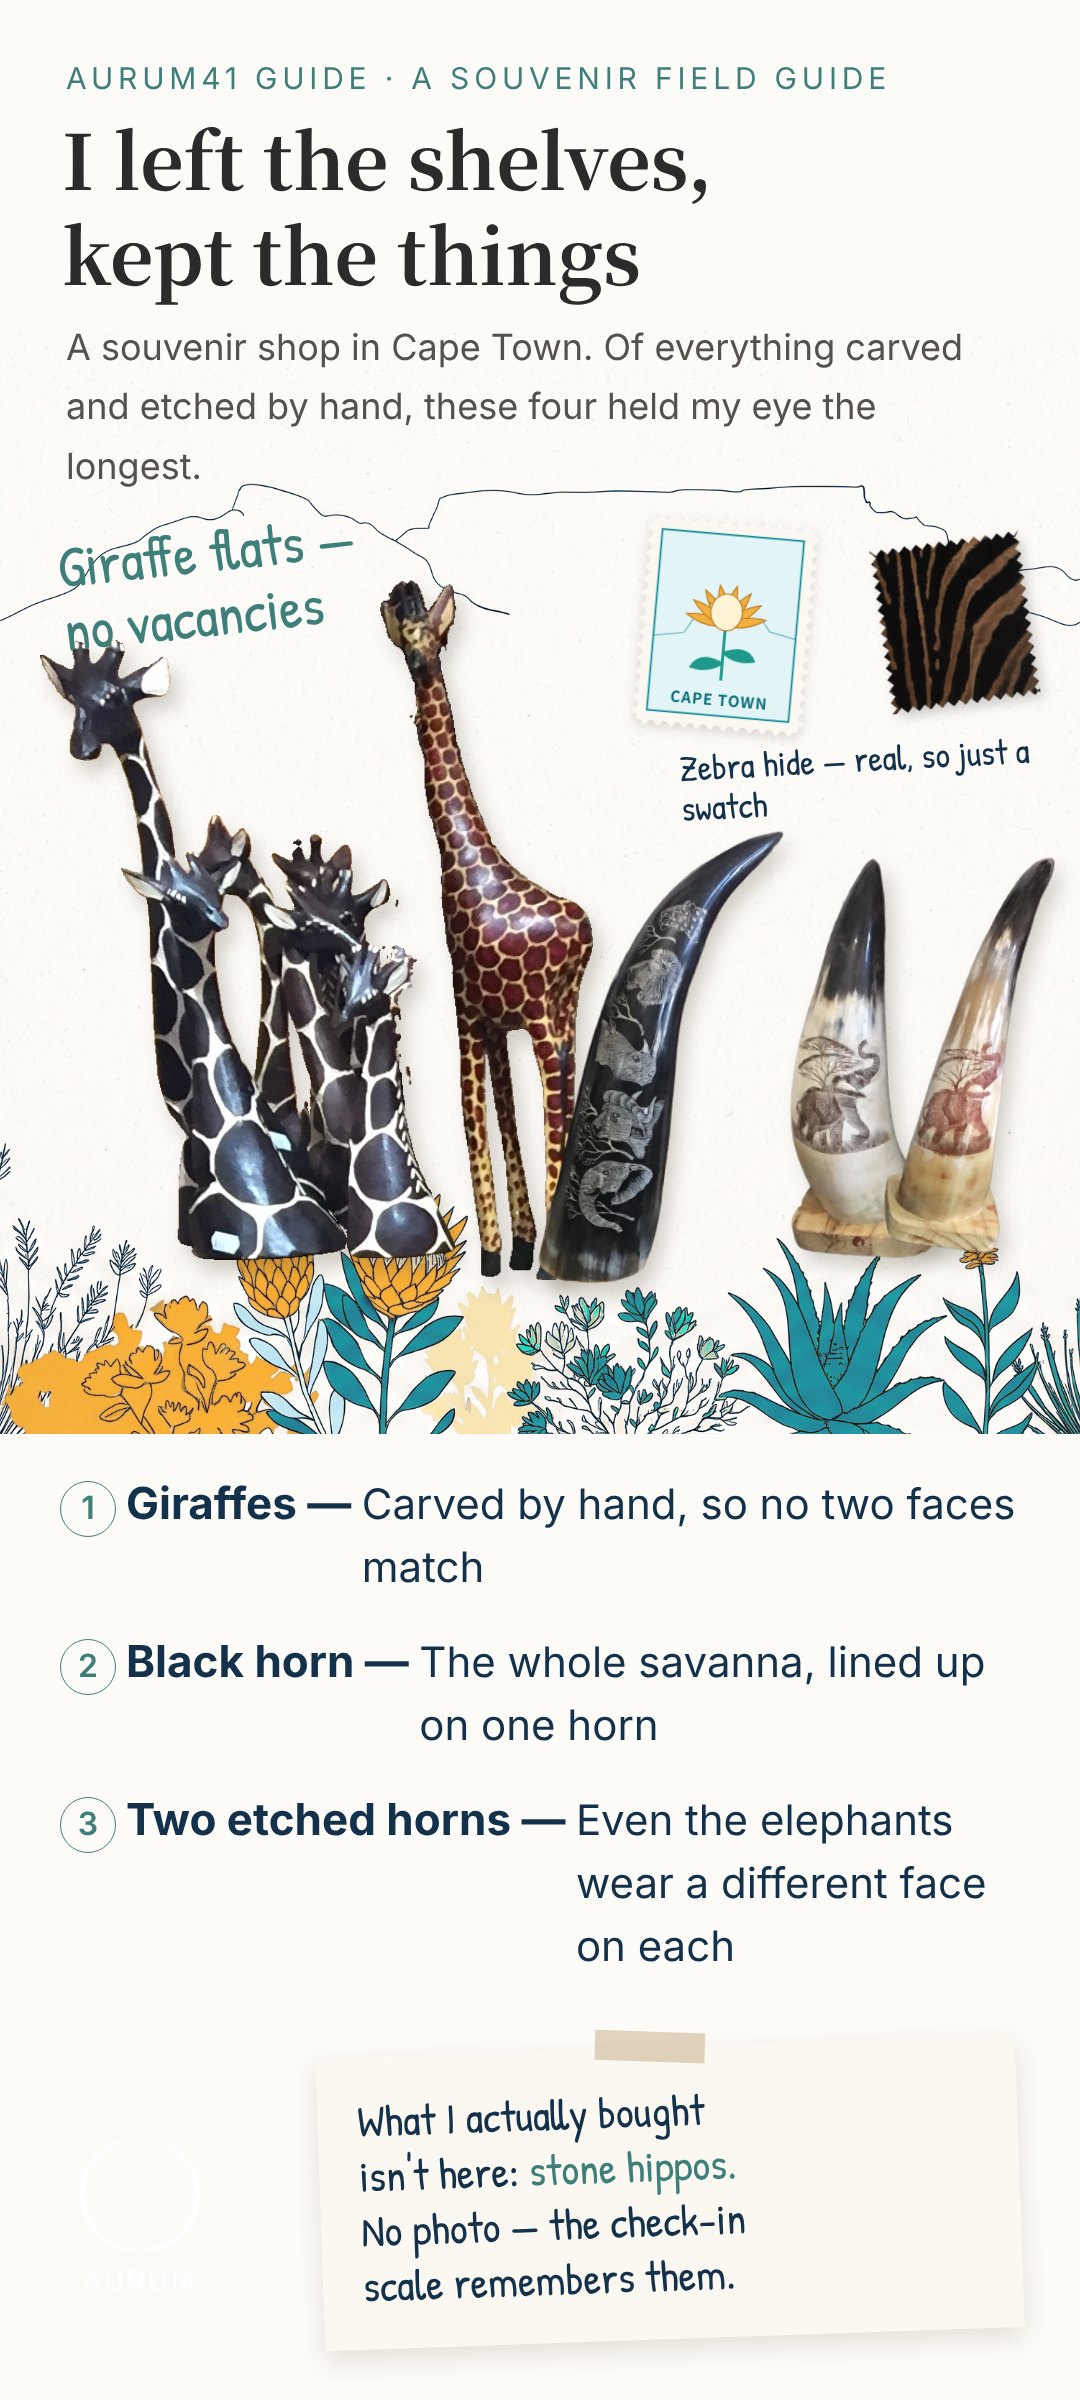 AURUM41 GUIDE · A SOUVENIR FIELD GUIDE
I left the shelves,
kept the things
A souvenir shop in Cape Town. Of everything carved
and etched by hand, these four held my eye the
longest.
Giraffe flats —
no vacancies
CAPE TOWN
Zebra hide — real, so just a
swatch
1 Giraffes — Carved by hand, so no two faces
match
2 Black horn — The whole savanna, lined up
on one horn
3 Two etched horns — Even the elephants
wear a different face
on each
What I actually bought
isn't here: stone hippos.
No photo — the check-in
scale remembers them.
AURUM